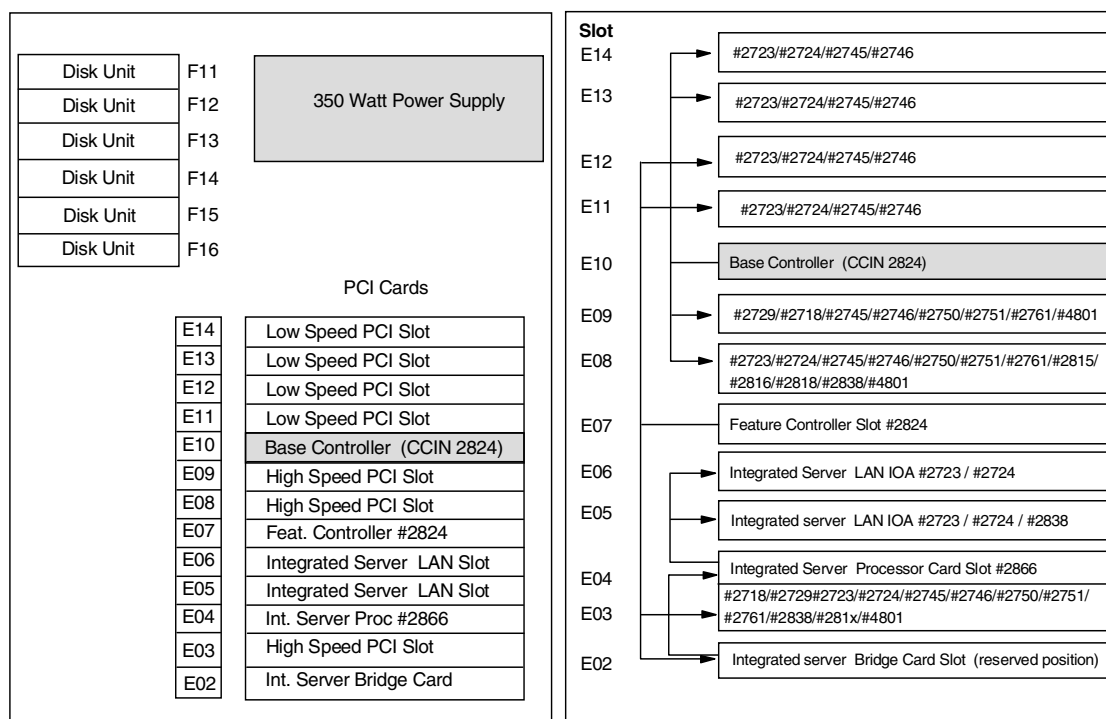 Disk Unit F11
Disk Unit F12
Disk Unit F13
Disk Unit F14
Disk Unit F15
Disk Unit F16
350 Watt Power Supply
PCI Cards
E14 Low Speed PCI Slot
E13 Low Speed PCI Slot
E12 Low Speed PCI Slot
E11 Low Speed PCI Slot
E10 Base Controller (CCIN 2824)
E09 High Speed PCI Slot
E08 High Speed PCI Slot
E07 Feat. Controller #2824
E06 Integrated Server LAN Slot
E05 Integrated Server LAN Slot
E04 Int. Server Proc #2866
E03 High Speed PCI Slot
E02 Int. Server Bridge Card
Slot
E14 #2723/#2724/#2745/#2746
E13 #2723/#2724/#2745/#2746
E12 #2723/#2724/#2745/#2746
E11 #2723/#2724/#2745/#2746
E10 Base Controller (CCIN 2824)
E09 #2729/#2718/#2745/#2746/#2750/#2751/#2761/#4801
E08 #2723/#2724/#2745/#2746/#2750/#2751/#2761/#2815/
#2816/#2818/#2838/#4801
E07 Feature Controller Slot #2824
E06 Integrated Server LAN IOA #2723 / #2724
E05 Integrated server LAN IOA #2723 / #2724 / #2838
E04 Integrated Server Processor Card Slot #2866
E03 #2718/#2729#2723/#2724/#2745/#2746/#2750/#2751/
#2761/#2838/#281x/#4801
E02 Integrated server Bridge Card Slot (reserved position)